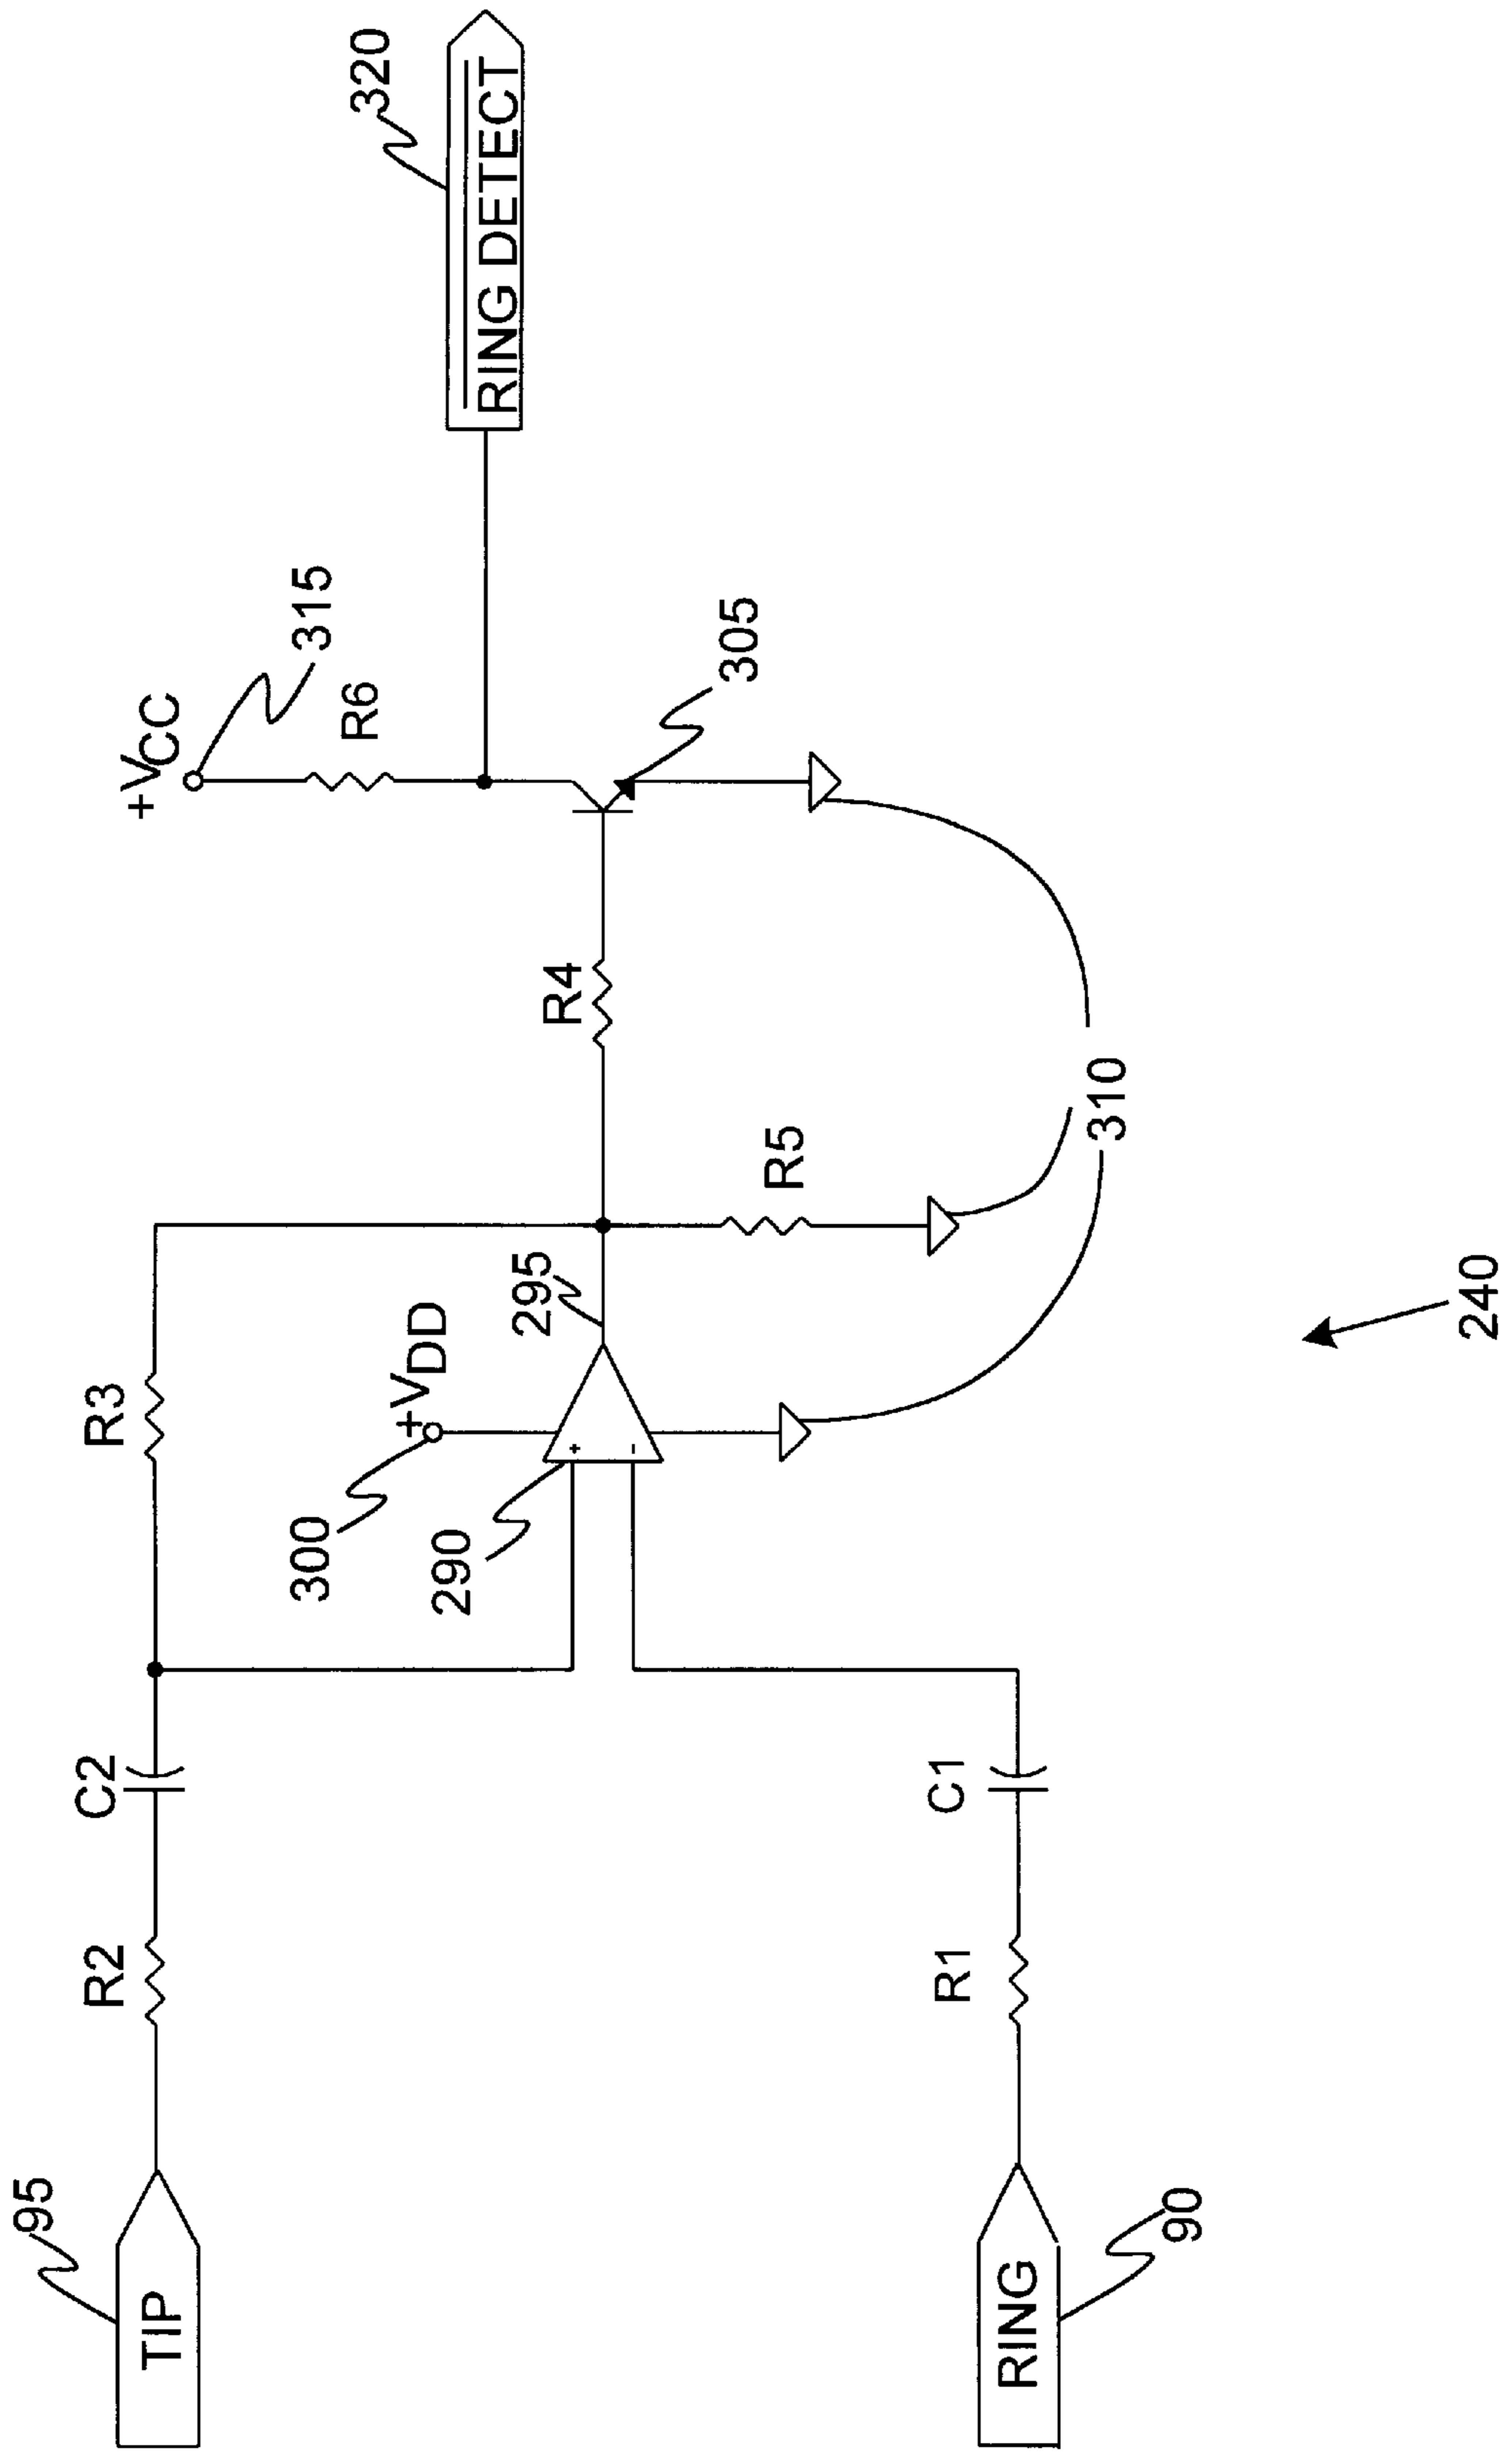 95
TIP
R2
C2
R3
300
+VDD
290
+
-
295
R4
R5
+VCC
315
R6
305
320
RING DETECT
310
RING
90
R1
C1
240